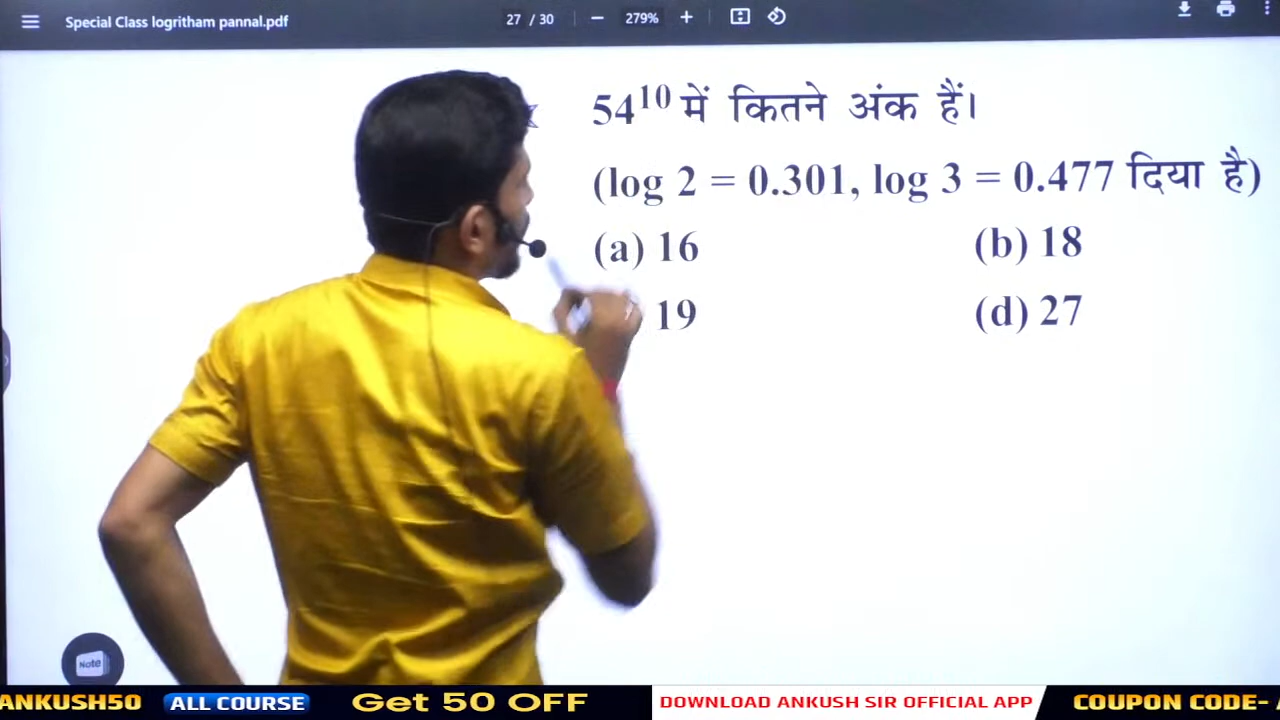 Special Class logritham pannal.pdf
27 / 30
279%
54¹⁰ में कितने अंक हैं।
(log 2 = 0.301, log 3 = 0.477 दिया है)
(a) 16
(b) 18
19
(d) 27
Note
ANKUSH50 ALL COURSE Get 50 OFF DOWNLOAD ANKUSH SIR OFFICIAL APP COUPON CODE-